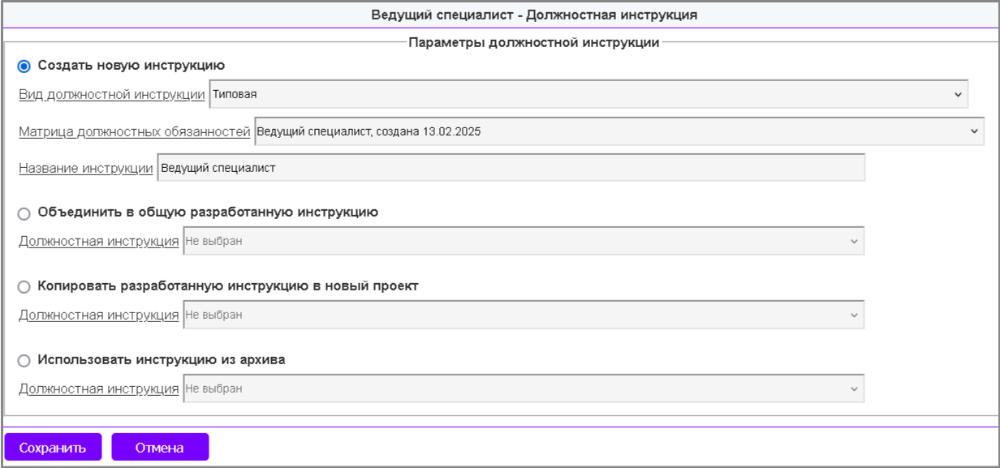 Ведущий специалист - Должностная инструкция
Параметры должностной инструкции
Создать новую инструкцию
Вид должностной инструкции Типовая
Матрица должностных обязанностей Ведущий специалист, создана 13.02.2025
Название инструкции Ведущий специалист
Объединить в общую разработанную инструкцию
Должностная инструкция Не выбран
Копировать разработанную инструкцию в новый проект
Должностная инструкция Не выбран
Использовать инструкцию из архива
Должностная инструкция Не выбран
Сохранить Отмена